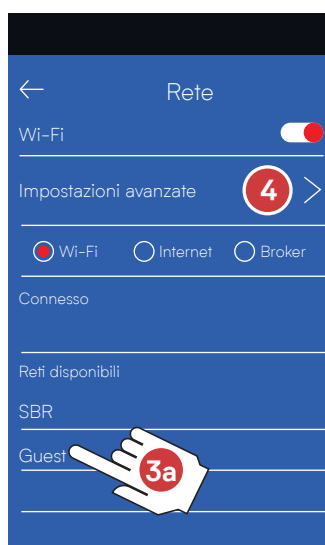 Rete
Wi-Fi
Impostazioni avanzate 4
Wi-Fi Internet Broker
Connesso
Reti disponibili
SBR
Guest
3a